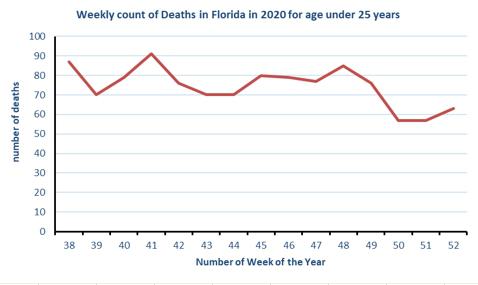 Weekly count of Deaths in Florida in 2020 for age under 25 years
number of deaths
100
90
80
70
60
50
40
30
20
10
0
38 39 40 41 42 43 44 45 46 47 48 49 50 51 52
Number of Week of the Year